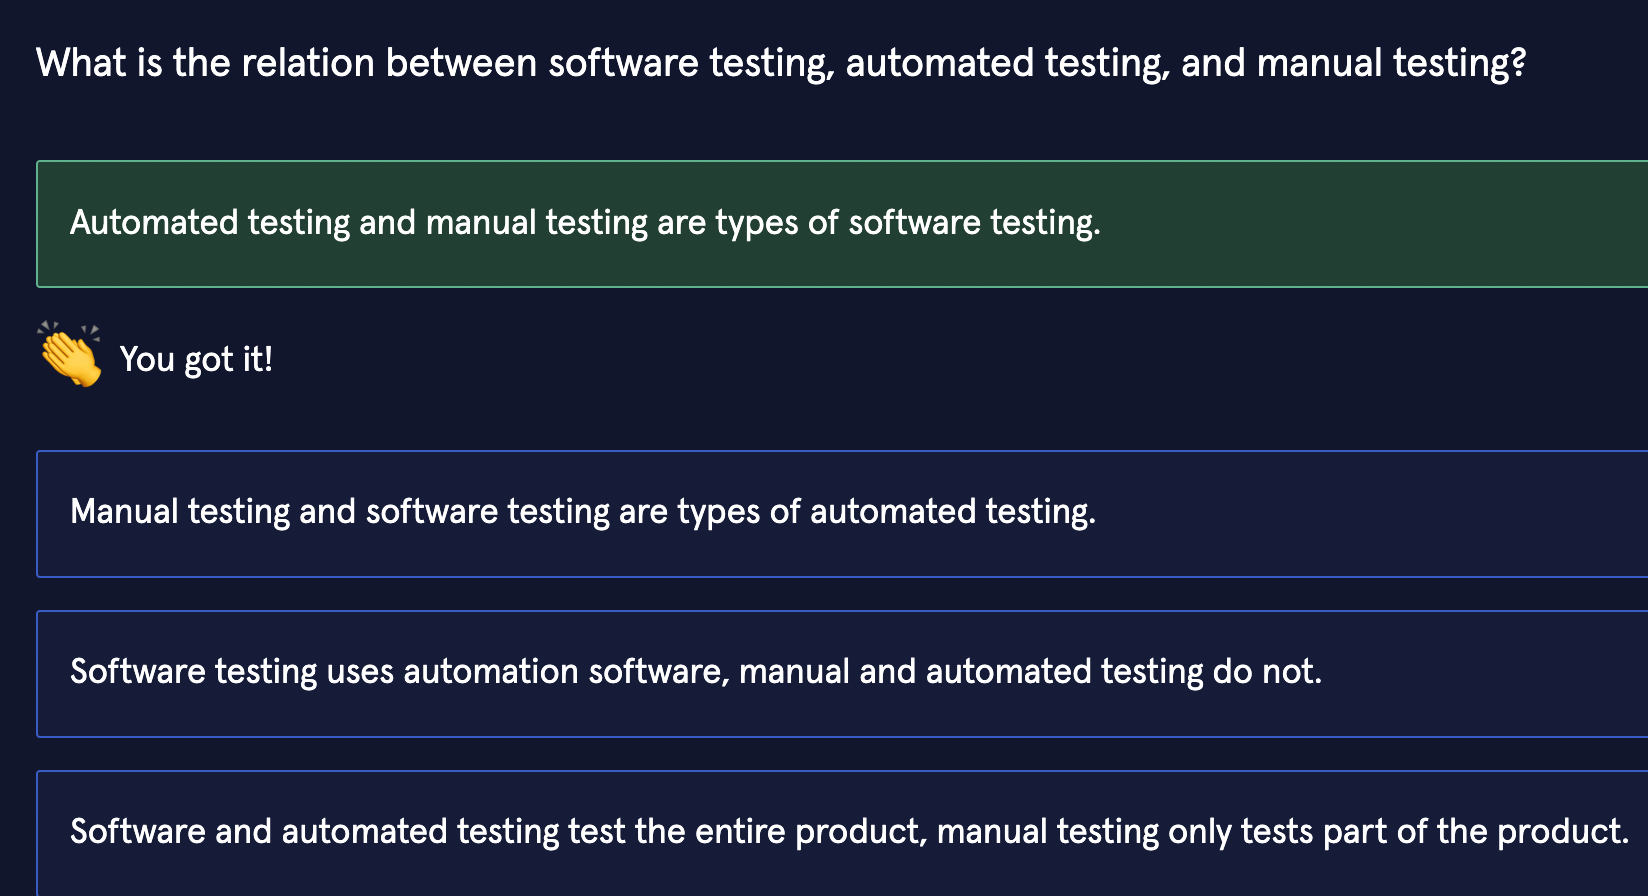 What is the relation between software testing, automated testing, and manual testing?
Automated testing and manual testing are types of software testing.
You got it!
Manual testing and software testing are types of automated testing.
Software testing uses automation software, manual and automated testing do not.
Software and automated testing test the entire product, manual testing only tests part of the product.